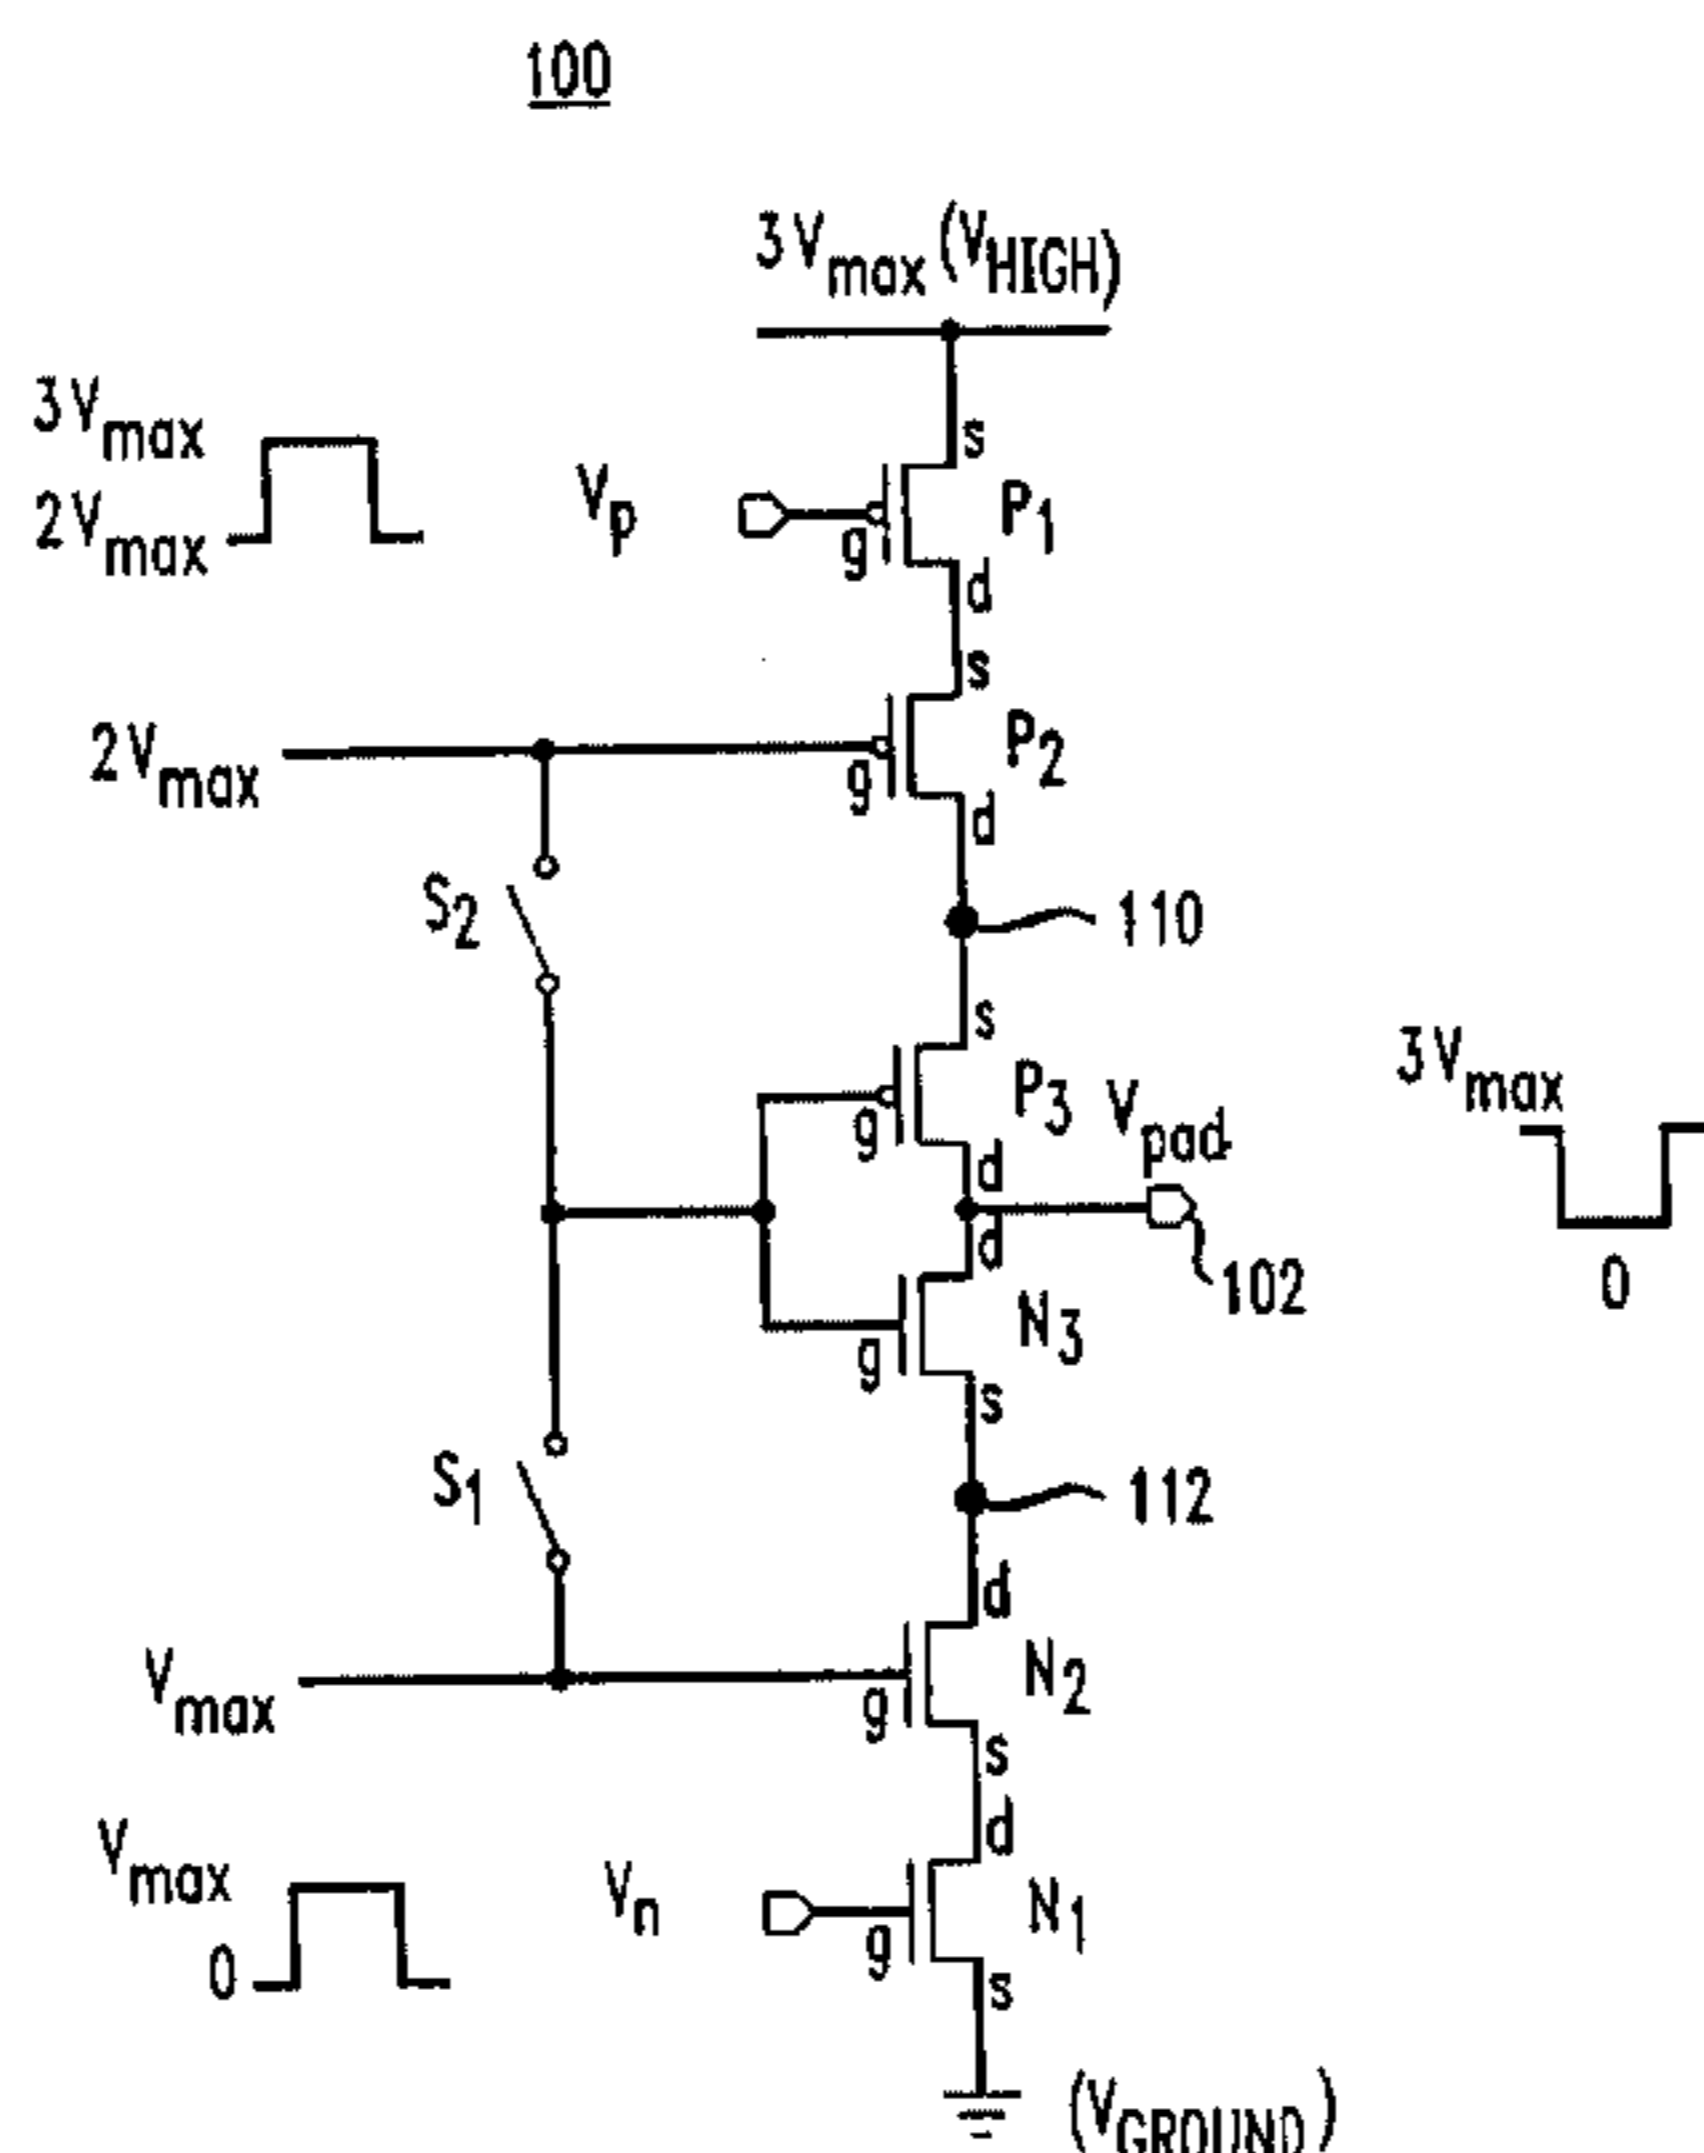 100
3Vmax (VHIGH)
3Vmax
2Vmax
Vp
s
g
P1
d
s
2Vmax
g
P2
d
S2
110
s
P3
g
d
Vpad
3Vmax
0
102
d
N3
g
s
S1
112
d
Vmax
g
N2
s
d
Vmax
0
Vn
g
N1
s
(VGROUND)